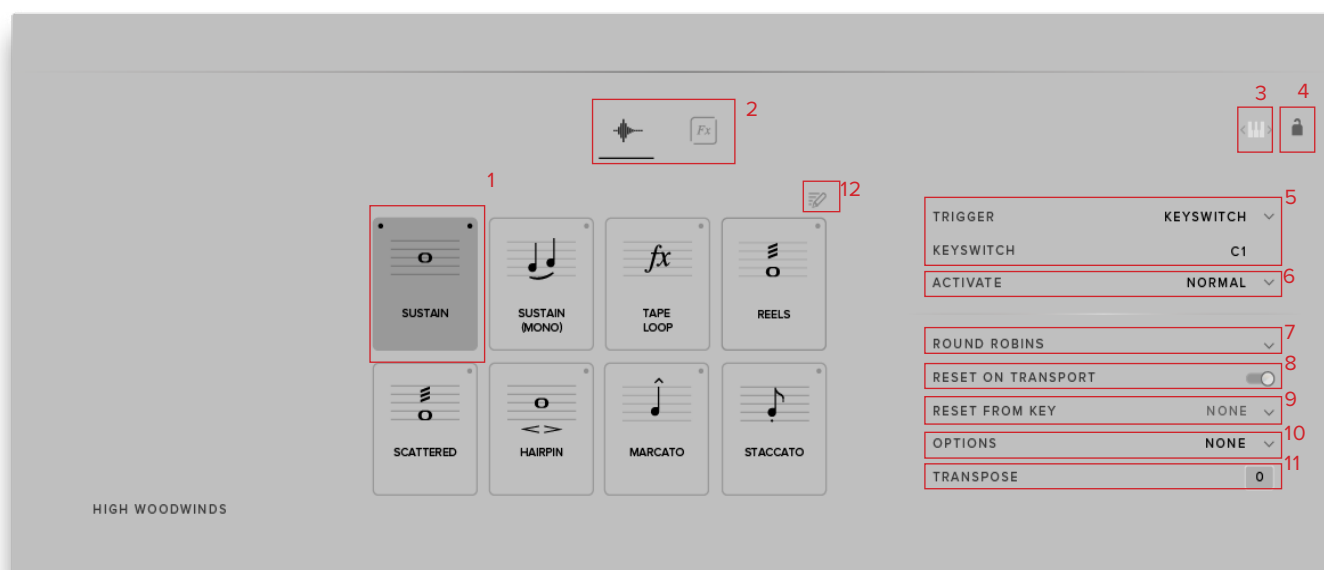 2
Fx
3
4
1
12
5
TRIGGER KEYSWITCH
KEYSWITCH C1
6
ACTIVATE NORMAL
fx
SUSTAIN
SUSTAIN
(MONO)
TAPE
LOOP
REELS
7
ROUND ROBINS
8
RESET ON TRANSPORT
9
RESET FROM KEY NONE
10
OPTIONS NONE
11
TRANSPOSE 0
SCATTERED
HAIRPIN
MARCATO
STACCATO
HIGH WOODWINDS